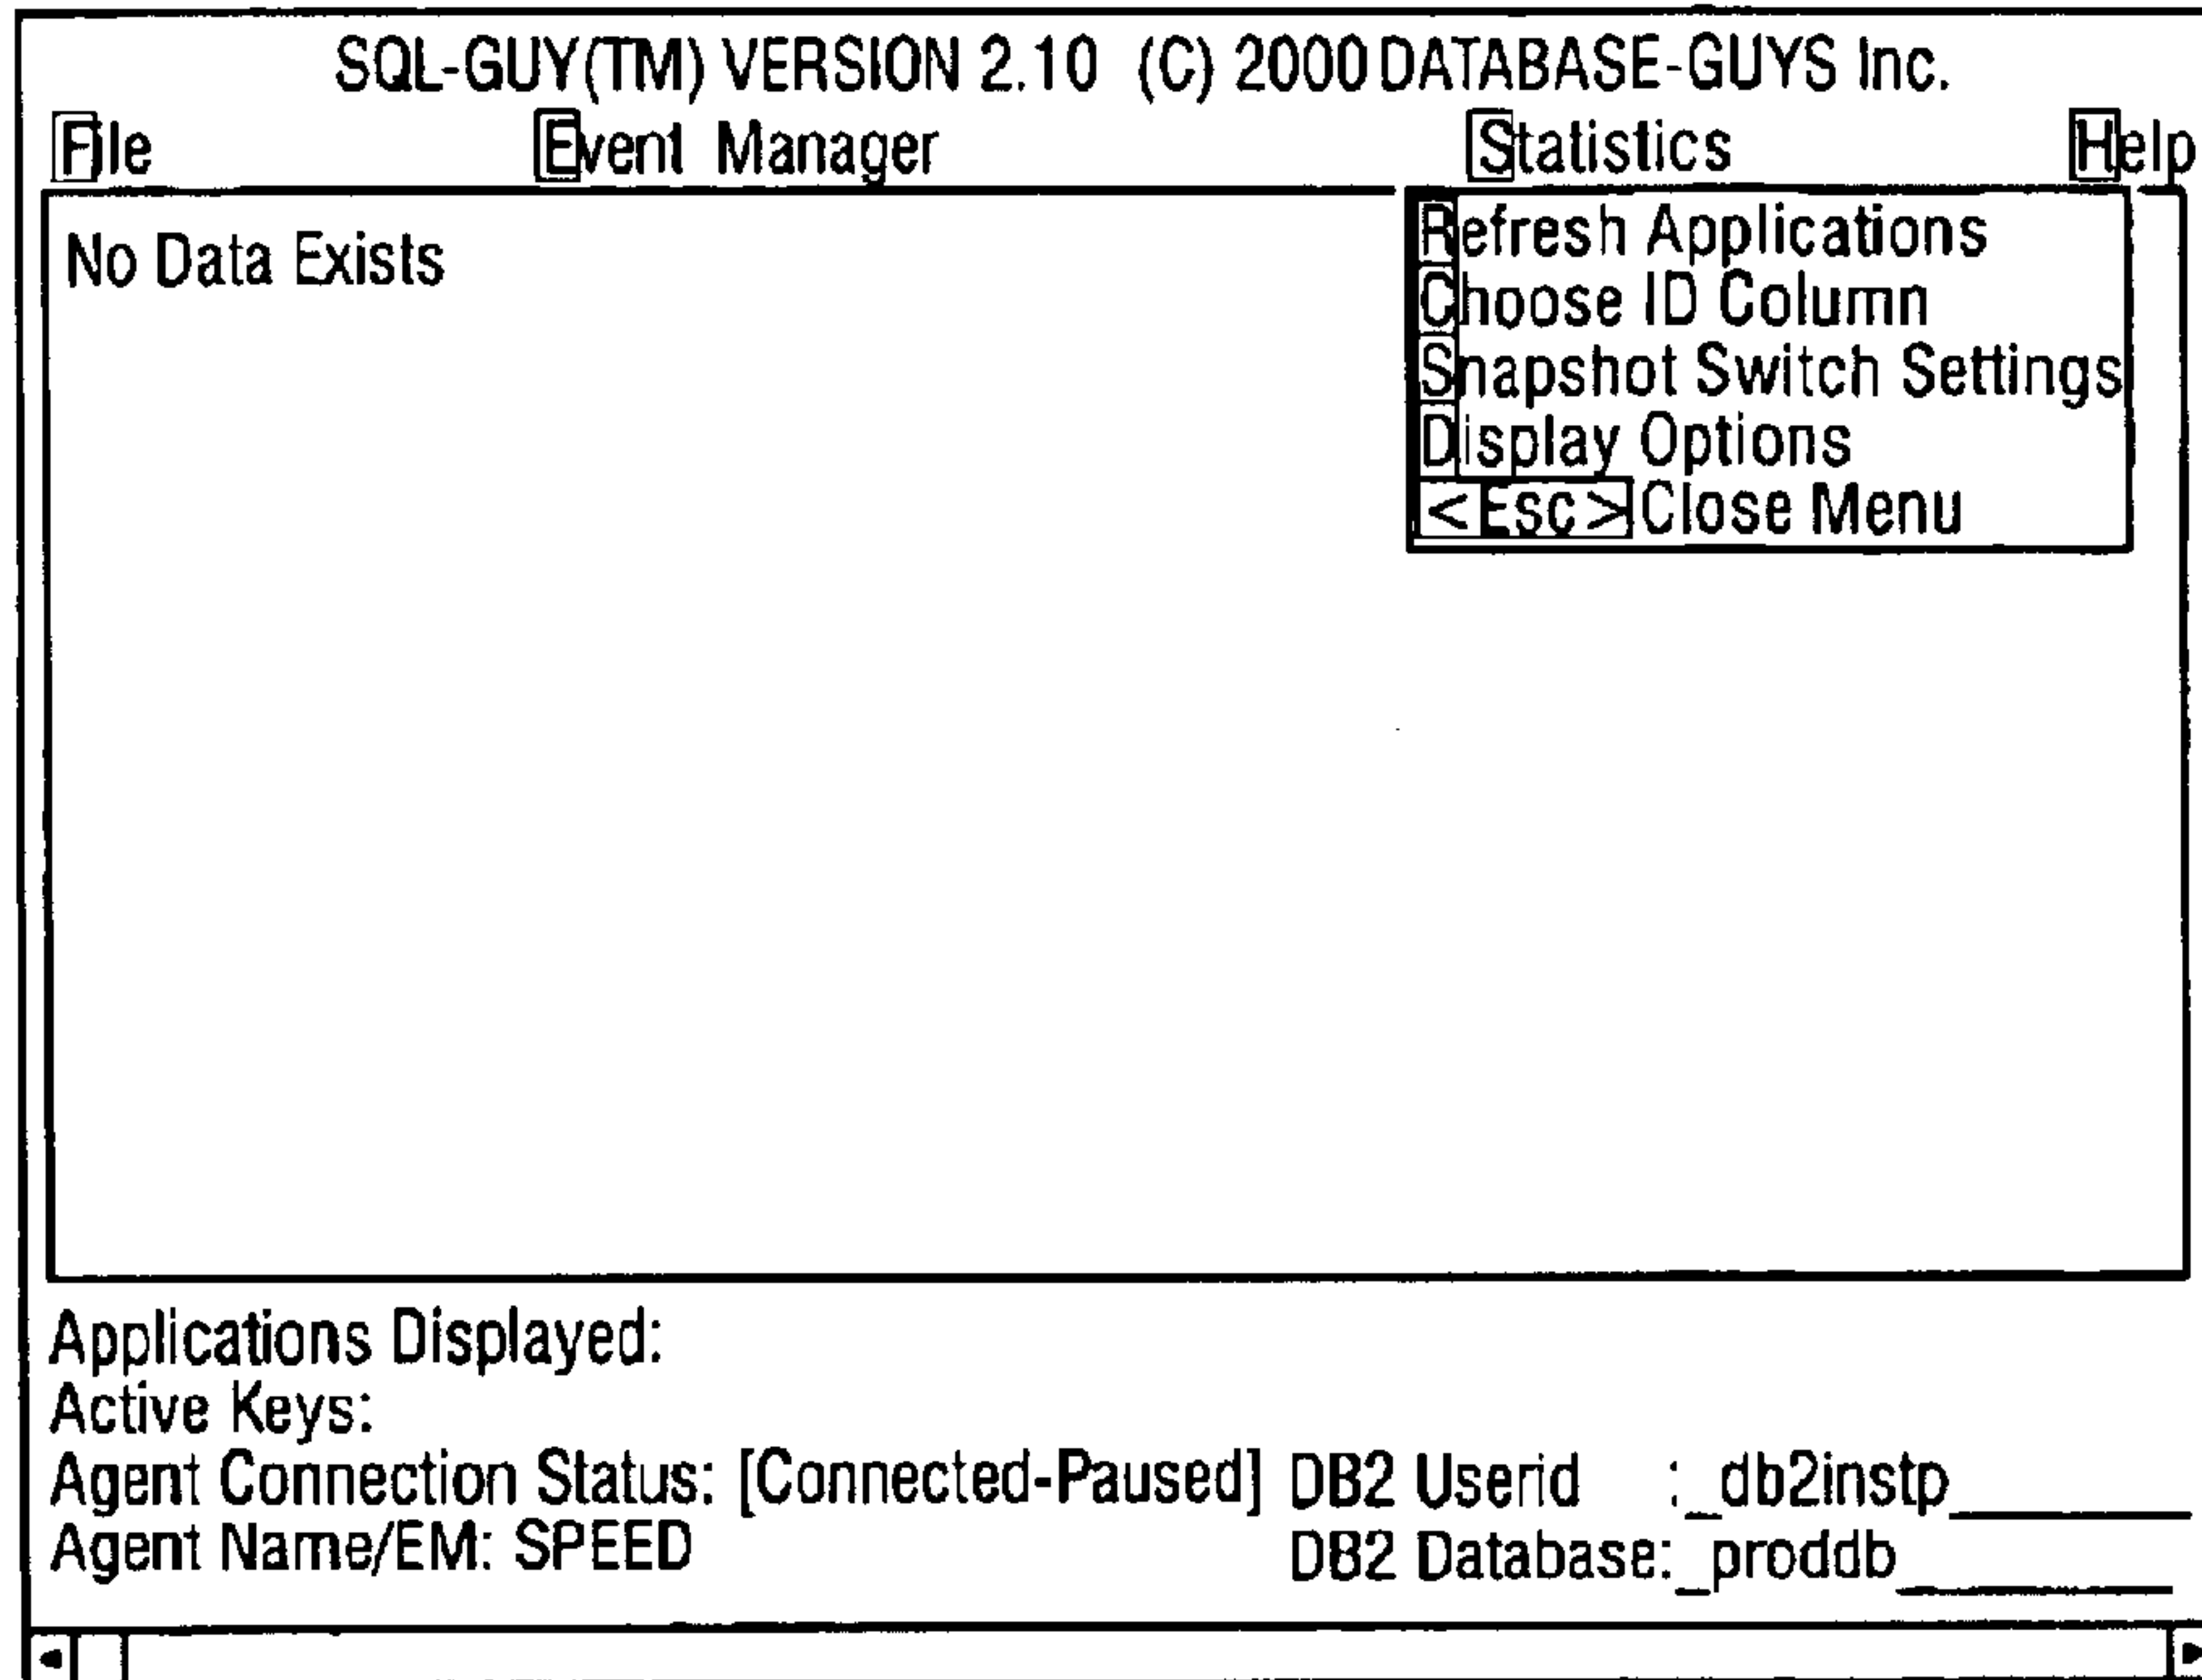 SQL-GUY(TM) VERSION 2.10 (C) 2000 DATABASE-GUYS Inc.
File Event Manager Statistics Help
No Data Exists
Refresh Applications
Choose ID Column
Snapshot Switch Settings
Display Options
<Esc> Close Menu
Applications Displayed:
Active Keys:
Agent Connection Status: [Connected-Paused] DB2 Userid :_db2instp_______
Agent Name/EM: SPEED DB2 Database:_proddb________